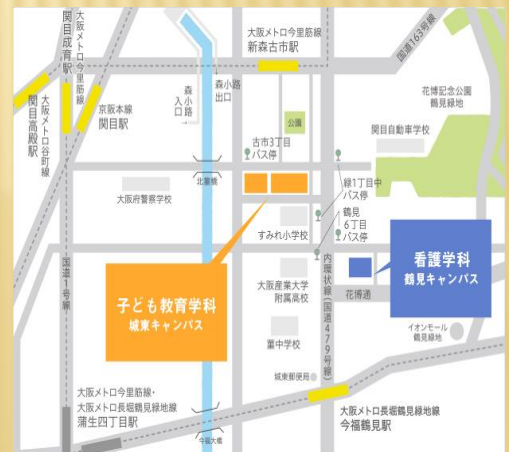 大阪メトロ今里筋線
関目成育駅
大阪メトロ今里筋線
新森古市駅
国道163号線
森小路
入口
森小路
出口
京阪本線
関目駅
大阪メトロ谷町線
関目高殿駅
公園
花博記念公園
鶴見緑地
関目自動車学校
古市3丁目
バス停
北菫橋
大阪府警察学校
緑1丁目中
バス停
すみれ小学校
鶴見
6丁目
バス停
看護学科
鶴見キャンパス
国道1号線
子ども教育学科
城東キャンパス
大阪産業大学
附属高校
内環状線(国道479号線)
花博通
菫中学校
イオンモール
鶴見緑地
城東郵便局
大阪メトロ今里筋線・
大阪メトロ長堀鶴見緑地線
蒲生四丁目駅
今福大橋
大阪メトロ長堀鶴見緑地線
今福鶴見駅